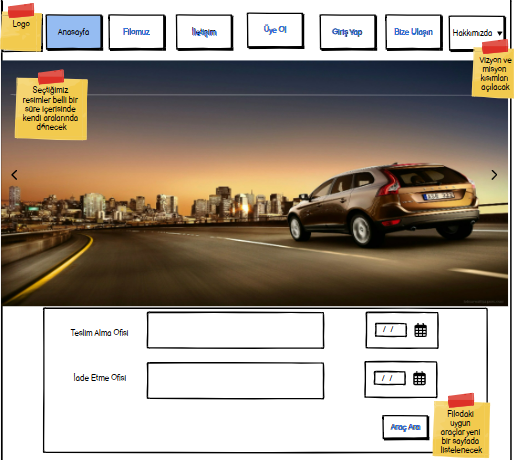 Logo
Anasayfa
Filomuz
İletişim
Üye Ol
Giriş Yap
Bize Ulaşın
Hakkımızda ▼
Vizyon ve
misyon
kısımları
açılacak
Seçtiğimiz
resimler belli bir
süre içerisinde
kendi aralarında
dönecek
Teslim Alma Ofisi
/ /
İade Etme Ofisi
/ /
Araç Ara
Filodaki
uygun
araçlar yeni
bir sayfada
listelenecek